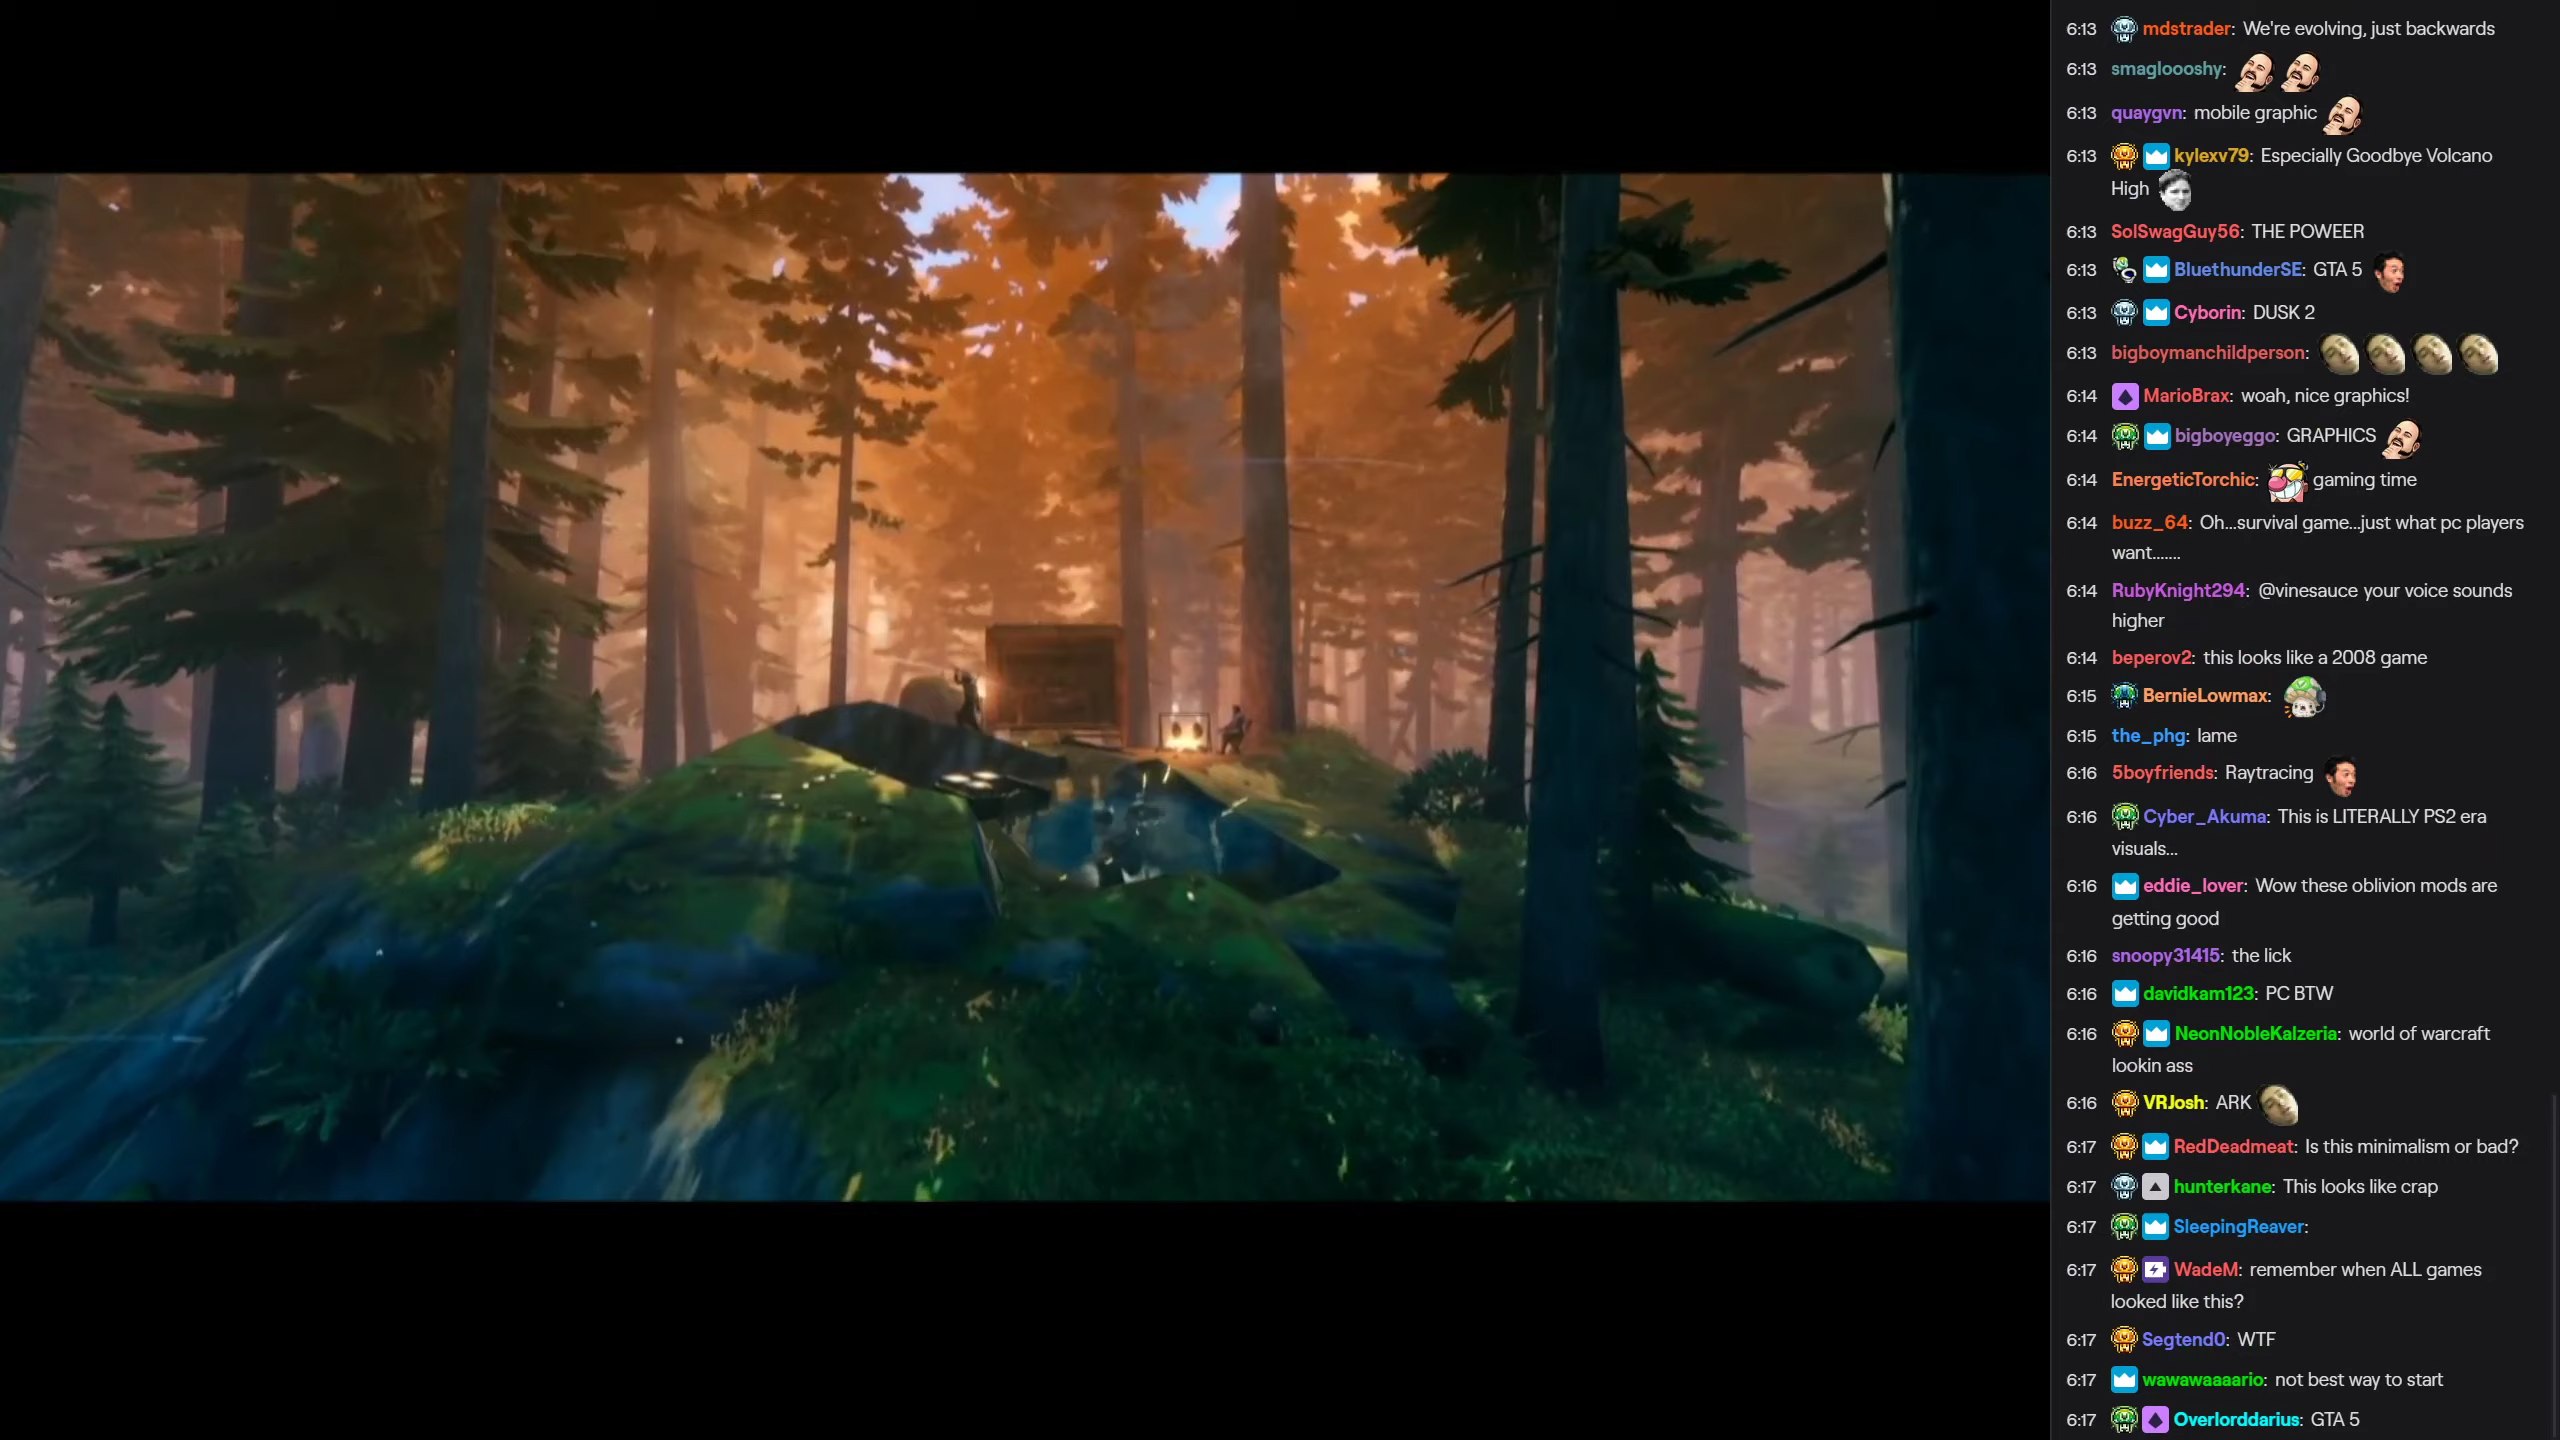 6:13 mdstrader: We're evolving, just backwards
6:13 smagloooshy:
6:13 quaygvn: mobile graphic
6:13 kylexv79: Especially Goodbye Volcano
High
6:13 SolSwagGuy56: THE POWEER
6:13 BluethunderSE: GTA 5
6:13 Cyborin: DUSK 2
6:13 bigboymanchildperson:
6:14 MarioBrax: woah, nice graphics!
6:14 bigboyeggo: GRAPHICS
6:14 EnergeticTorchic: gaming time
6:14 buzz_64: Oh...survival game...just what pc players
want.......
6:14 RubyKnight294: @vinesauce your voice sounds
higher
6:14 beperov2: this looks like a 2008 game
6:15 BernieLowmax:
6:15 the_phg: lame
6:16 5boyfriends: Raytracing
6:16 Cyber_Akuma: This is LITERALLY PS2 era
visuals...
6:16 eddie_lover: Wow these oblivion mods are
getting good
6:16 snoopy31415: the lick
6:16 davidkam123: PC BTW
6:16 NeonNobleKalzeria: world of warcraft
lookin ass
6:16 VRJosh: ARK
6:17 RedDeadmeat: Is this minimalism or bad?
6:17 hunterkane: This looks like crap
6:17 SleepingReaver:
6:17 WadeM: remember when ALL games
looked like this?
6:17 Segtend0: WTF
6:17 wawawaaaario: not best way to start
6:17 Overlorddarius: GTA 5